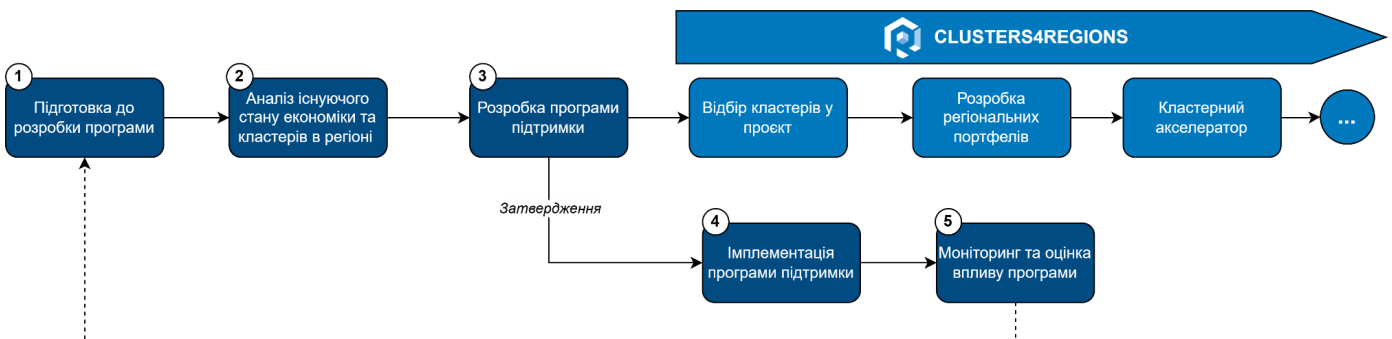 CLUSTERS4REGIONS
1
Підготовка до
розробки програми
2
Аналіз існуючого
стану економіки та
кластерів в регіоні
3
Розробка програми
підтримки
Відбір кластерів у
проєкт
Розробка
регіональних
портфелів
Кластерний
акселератор
...
Затвердження
4
Імплементація
програми підтримки
5
Моніторинг та оцінка
впливу програми